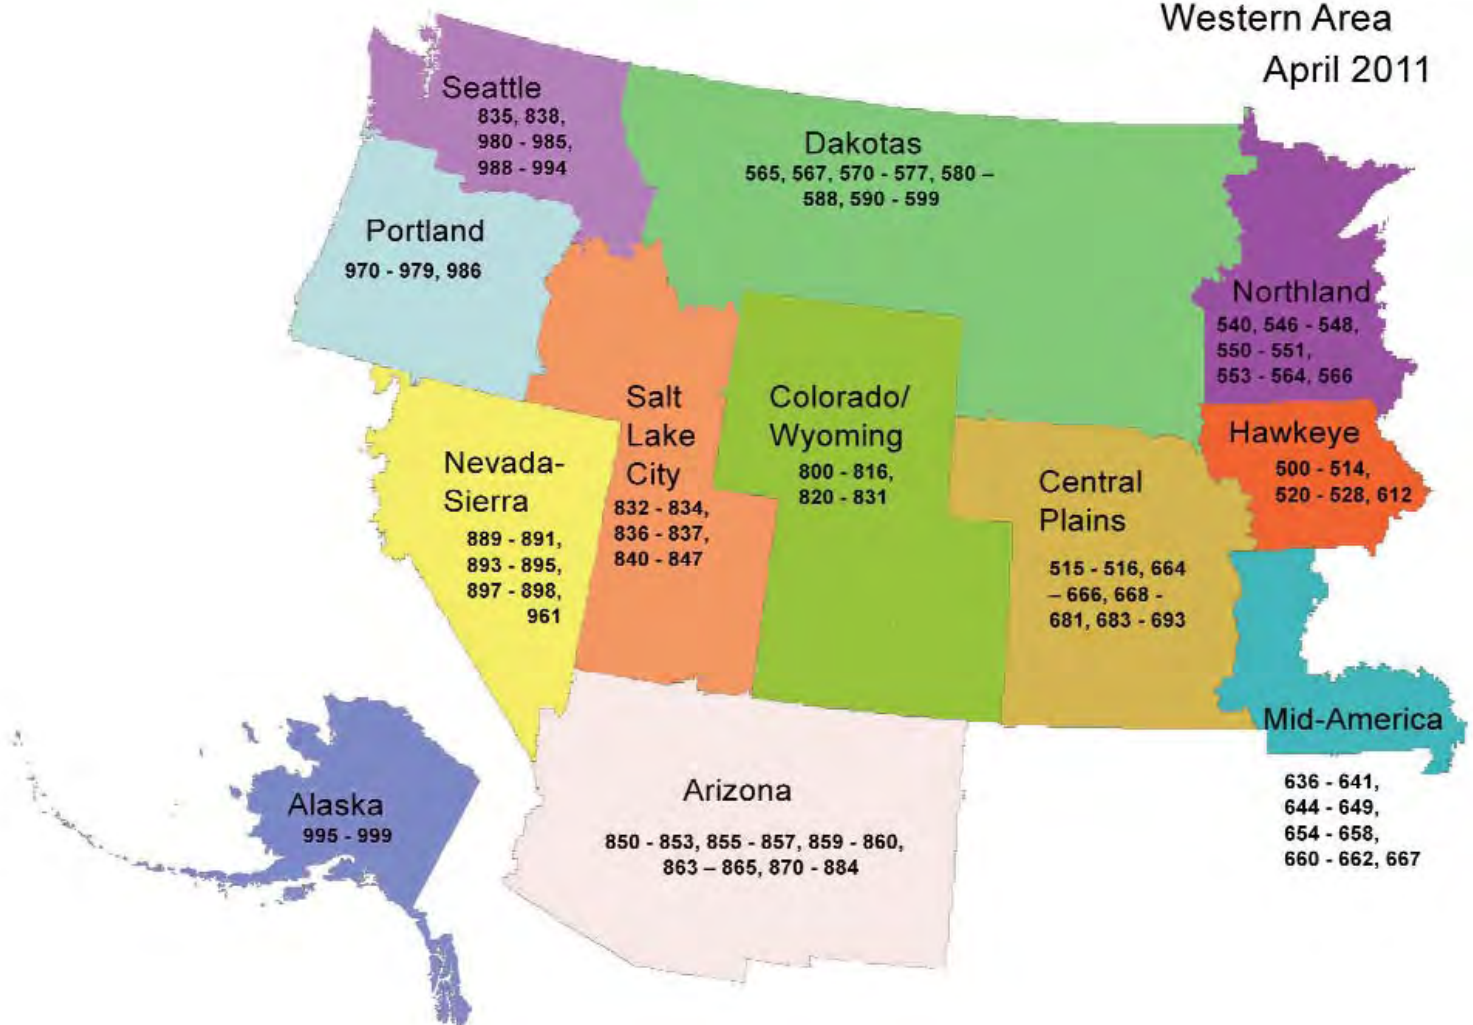 Western Area
April 2011
Seattle
835, 838,
980 - 985,
988 - 994
Dakotas
565, 567, 570 - 577, 580 –
588, 590 - 599
Portland
970 - 979, 986
Northland
540, 546 - 548,
550 - 551,
553 - 564, 566
Salt
Lake
City
832 - 834,
836 - 837,
840 - 847
Colorado/
Wyoming
800 - 816,
820 - 831
Hawkeye
500 - 514,
520 - 528, 612
Nevada-
Sierra
889 - 891,
893 - 895,
897 - 898,
961
Central
Plains
515 - 516, 664
– 666, 668 -
681, 683 - 693
Mid-America
636 - 641,
644 - 649,
654 - 658,
660 - 662, 667
Alaska
995 - 999
Arizona
850 - 853, 855 - 857, 859 - 860,
863 – 865, 870 - 884